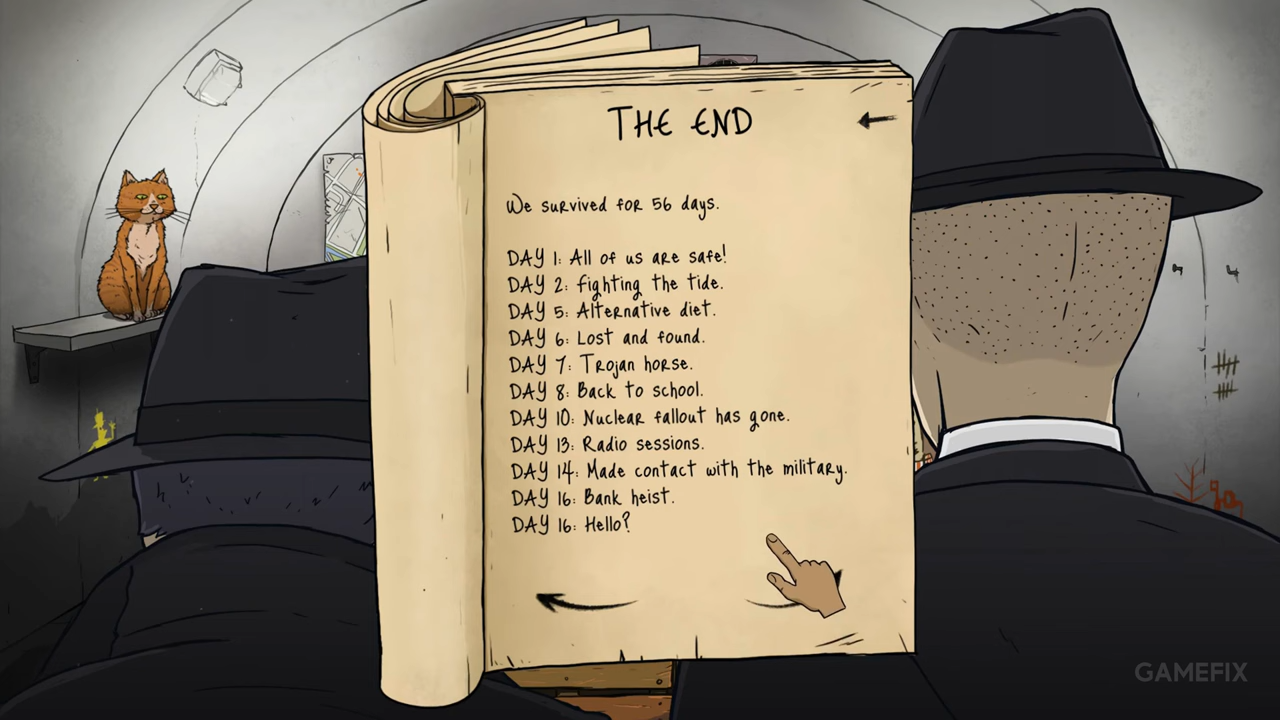 THE END
We survived for 56 days.
DAY 1: All of us are safe!
DAY 2: Fighting the tide.
DAY 5: Alternative diet.
DAY 6: Lost and found.
DAY 7: Trojan horse.
DAY 8: Back to school.
DAY 10: Nuclear fallout has gone.
DAY 13: Radio sessions.
DAY 14: Made contact with the military.
DAY 16: Bank heist.
DAY 16: Hello?
GAMEFIX